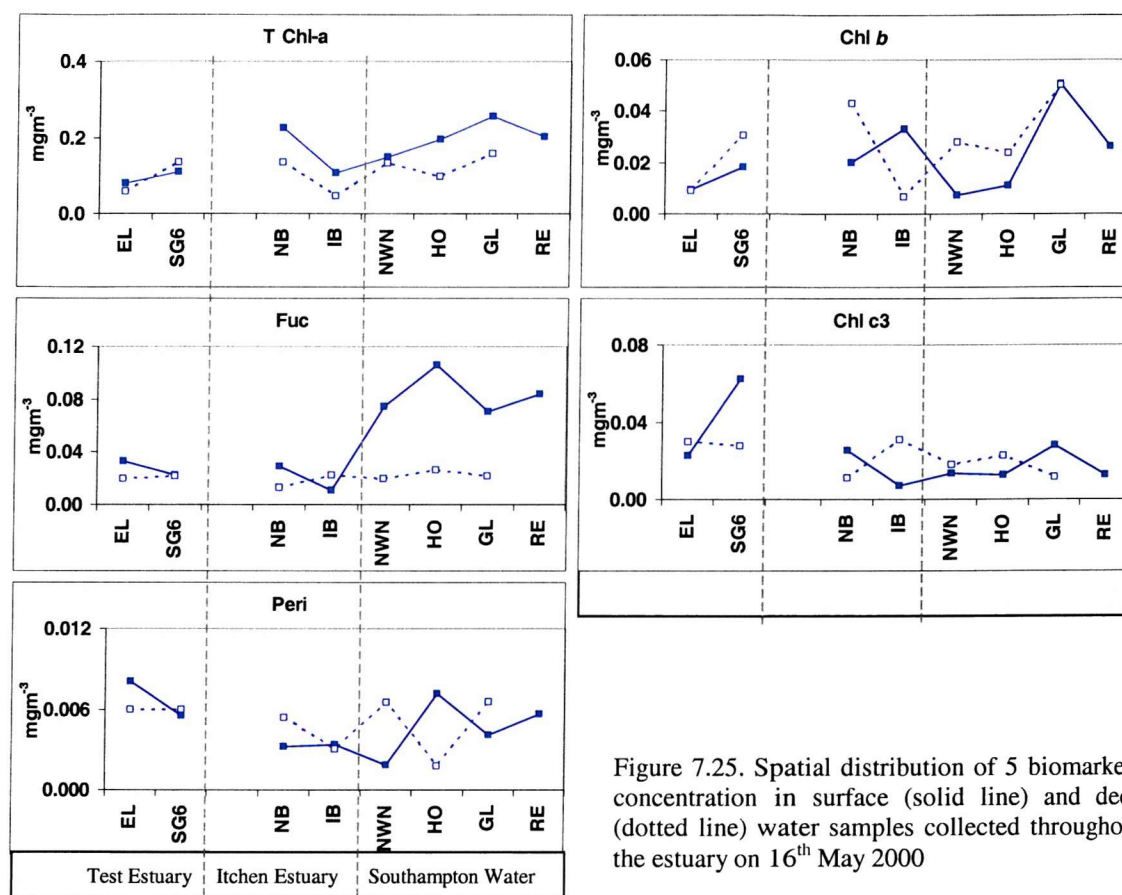 T Chl-a
mgm-3
0.4
0.2
0.0
EL SG6 NB IB NWN HO GL RE
Chl b
0.06
0.04
0.02
0.00
EL SG6 NB IB NWN HO GL RE
Fuc
mgm-3
0.12
0.08
0.04
0.00
EL SG6 NB IB NWN HO GL RE
Chl c3
0.08
0.04
0.00
EL SG6 NB IB NWN HO GL RE
Peri
mgm-3
0.012
0.006
0.000
EL SG6 NB IB NWN HO GL RE
Test Estuary Itchen Estuary Southampton Water
Figure 7.25. Spatial distribution of 5 biomarke
concentration in surface (solid line) and dee
(dotted line) water samples collected througho
the estuary on 16th May 2000